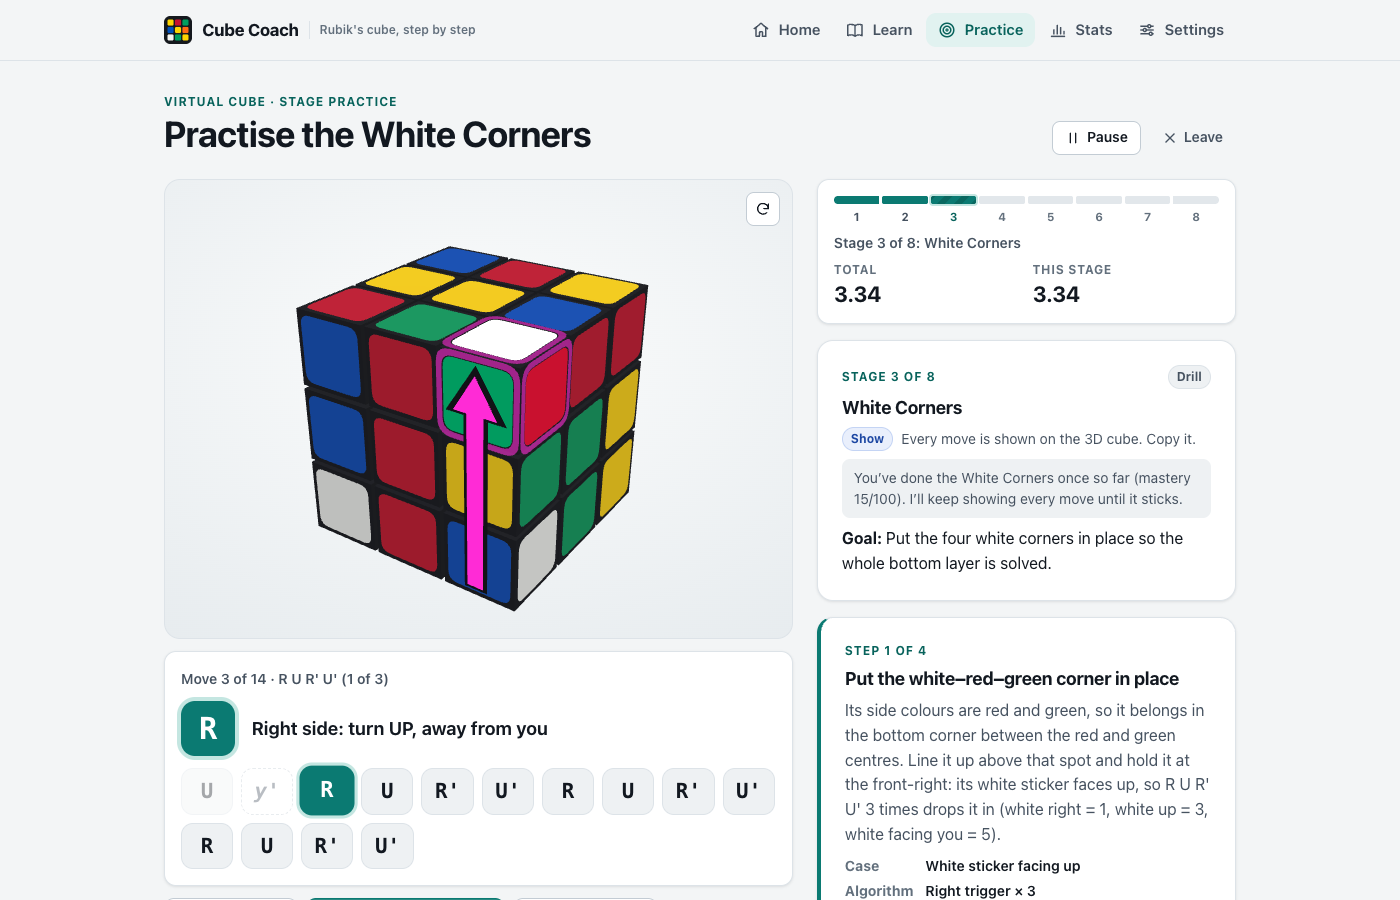 Cube Coach
Rubik's cube, step by step
Home
Learn
Practice
Stats
Settings
VIRTUAL CUBE · STAGE PRACTICE
Practise the White Corners
Pause
Leave
1 2 3 4 5 6 7 8
Stage 3 of 8: White Corners
TOTAL
3.34
THIS STAGE
3.34
STAGE 3 OF 8
Drill
White Corners
Show
Every move is shown on the 3D cube. Copy it.
You’ve done the White Corners once so far (mastery
15/100). I’ll keep showing every move until it sticks.
Goal: Put the four white corners in place so the
whole bottom layer is solved.
Move 3 of 14 · R U R' U' (1 of 3)
R
Right side: turn UP, away from you
U y' R U R' U' R U R' U'
R U R' U'
STEP 1 OF 4
Put the white–red–green corner in place
Its side colours are red and green, so it belongs in
the bottom corner between the red and green
centres. Line it up above that spot and hold it at
the front-right: its white sticker faces up, so R U R'
U' 3 times drops it in (white right = 1, white up = 3,
white facing you = 5).
Case White sticker facing up
Algorithm Right trigger × 3